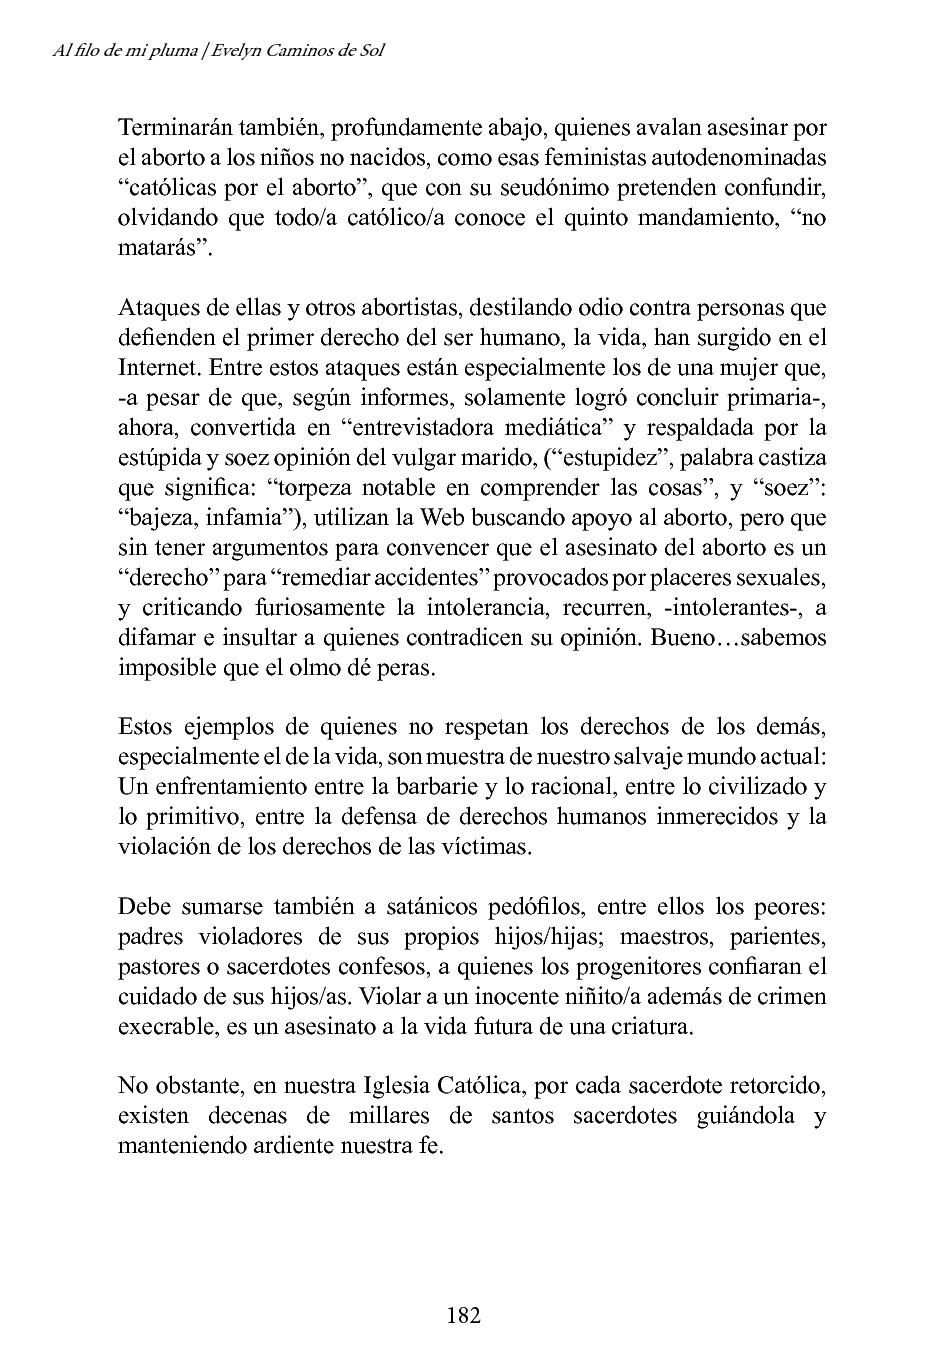 Al filo de mi pluma | Evelyn Caminos de Sol
Terminarán también, profundamente abajo, quienes avalan asesinar por
el aborto a los niños no nacidos, como esas feministas autodenominadas
“católicas por el aborto”, que con su seudónimo pretenden confundir,
olvidando que todo/a católico/a conoce el quinto mandamiento, “no
matarás”.
Ataques de ellas y otros abortistas, destilando odio contra personas que
defienden el primer derecho del ser humano, la vida, han surgido en el
Internet. Entre estos ataques están especialmente los de una mujer que,
-a pesar de que, según informes, solamente logró concluir primaria-,
ahora, convertida en “entrevistadora mediática” y respaldada por la
estúpida y soez opinión del vulgar marido, (“estupidez”, palabra castiza
que significa: “torpeza notable en comprender las cosas”, y “soez”:
“bajeza, infamia”), utilizan la Web buscando apoyo al aborto, pero que
sin tener argumentos para convencer que el asesinato del aborto es un
“derecho” para “remediar accidentes” provocados por placeres sexuales,
y criticando furiosamente la intolerancia, recurren, -intolerantes-, a
difamar e insultar a quienes contradicen su opinión. Bueno…sabemos
imposible que el olmo dé peras.
Estos ejemplos de quienes no respetan los derechos de los demás,
especialmente el de la vida, son muestra de nuestro salvaje mundo actual:
Un enfrentamiento entre la barbarie y lo racional, entre lo civilizado y
lo primitivo, entre la defensa de derechos humanos inmerecidos y la
violación de los derechos de las víctimas.
Debe sumarse también a satánicos pedófilos, entre ellos los peores:
padres violadores de sus propios hijos/hijas; maestros, parientes,
pastores o sacerdotes confesos, a quienes los progenitores confiaran el
cuidado de sus hijos/as. Violar a un inocente niñito/a además de crimen
execrable, es un asesinato a la vida futura de una criatura.
No obstante, en nuestra Iglesia Católica, por cada sacerdote retorcido,
existen decenas de millares de santos sacerdotes guiándola y
manteniendo ardiente nuestra fe.
182